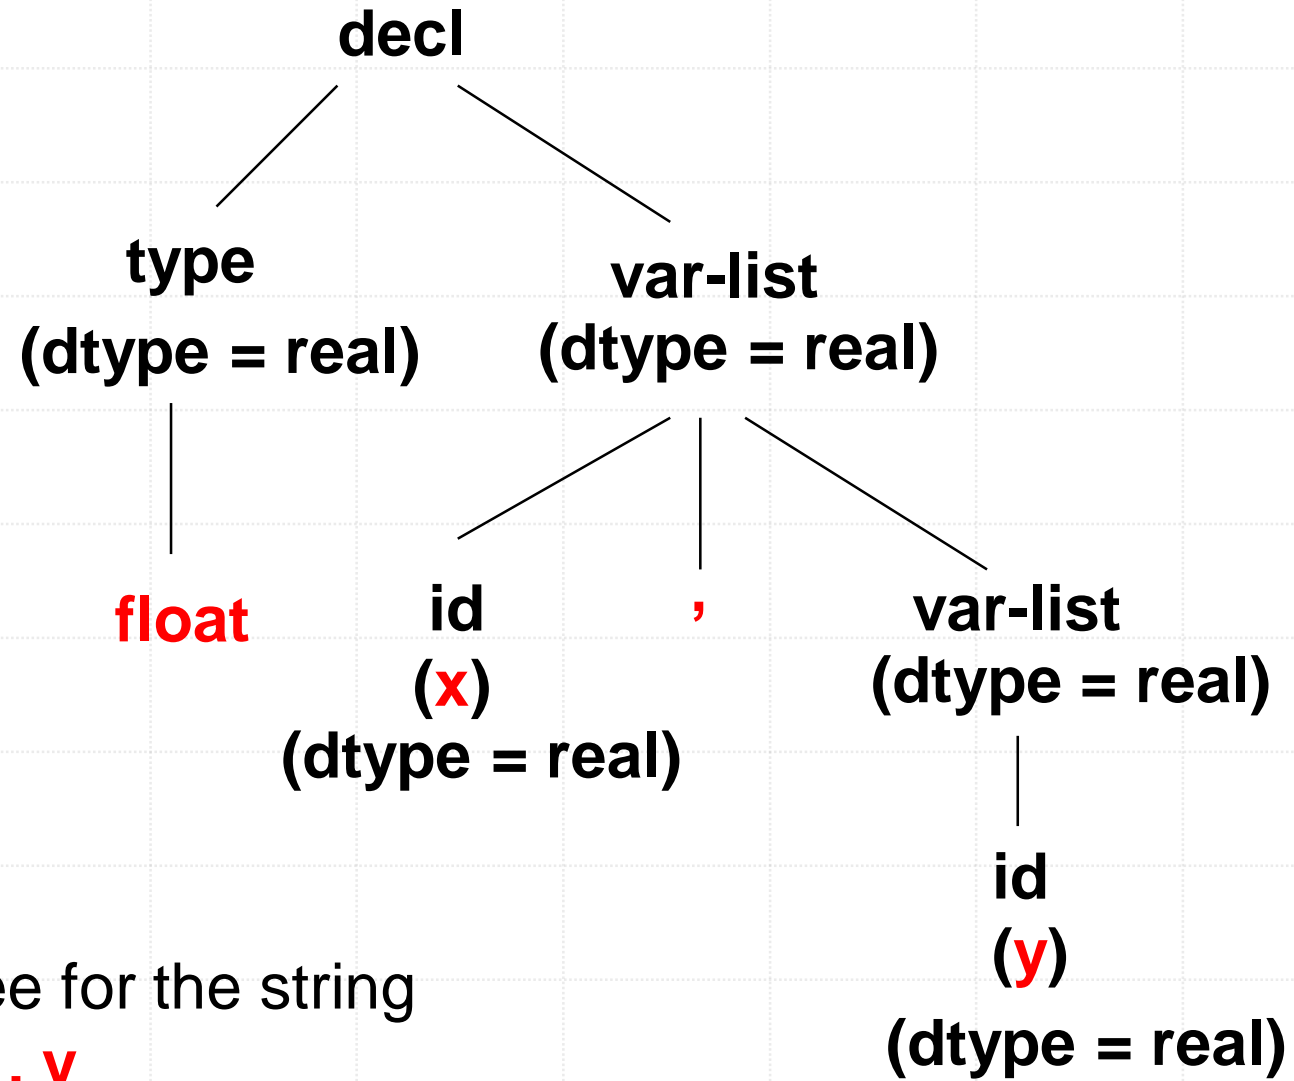 decl
type
(dtype = real)
var-list
(dtype = real)
float
id
(x)
(dtype = real)
,
var-list
(dtype = real)
id
(y)
(dtype = real)
for the string
, y